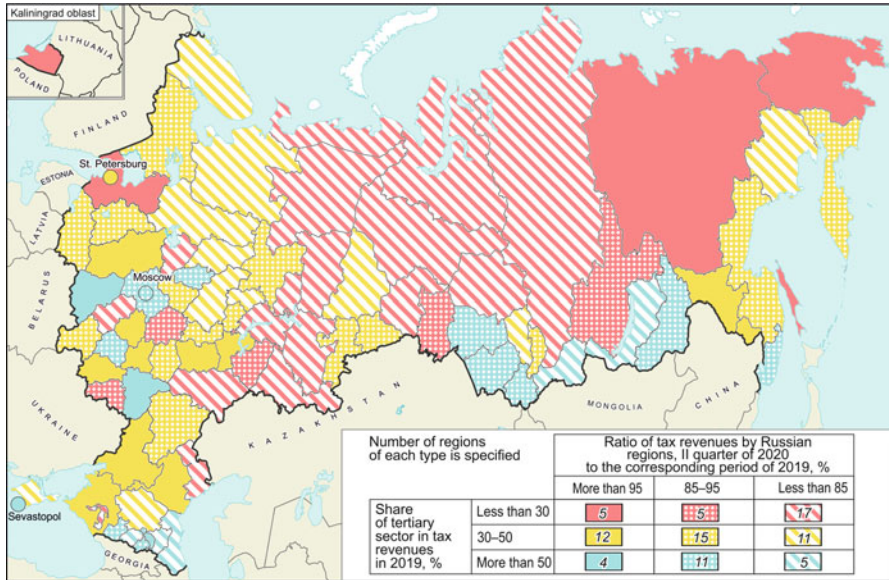 Kaliningrad oblast
LITHUANIA
POLAND
FINLAND
St. Petersburg
ESTONIA
LATVIA
Moscow
BELARUS
UKRAINE
KAZAKHSTAN
MONGOLIA
CHINA
Sevastopol
GEORGIA
Number of regions
of each type is specified
Ratio of tax revenues by Russian
regions, II quarter of 2020
to the corresponding period of 2019, %
More than 95 85–95 Less than 85
Share
of tertiary
sector in tax
revenues
in 2019, %
Less than 30 5 5 17
30–50 12 15 11
More than 50 4 11 5